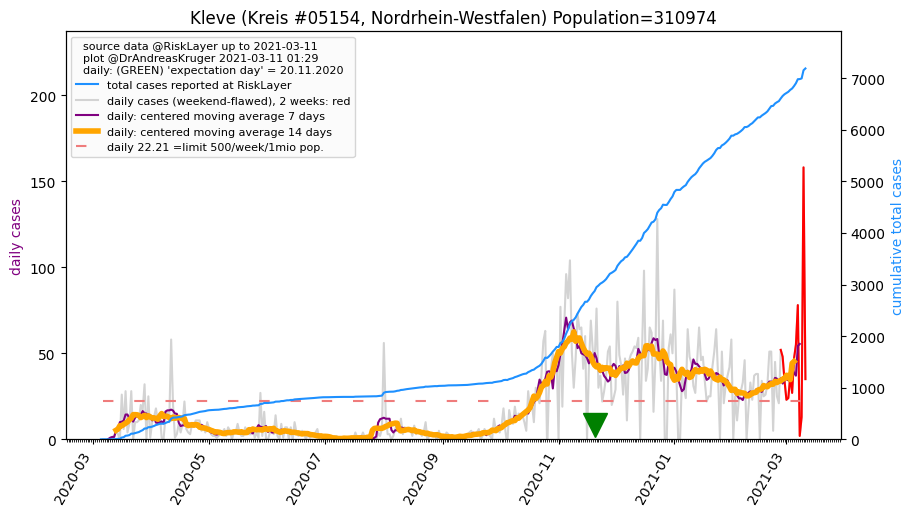 Kleve (Kreis #05154, Nordrhein-Westfalen) Population=310974
source data @RiskLayer up to 2021-03-11
plot @DrAndreasKruger 2021-03-11 01:29
daily: (GREEN) 'expectation day' = 20.11.2020
total cases reported at RiskLayer
daily cases (weekend-flawed), 2 weeks: red
daily: centered moving average 7 days
daily: centered moving average 14 days
daily 22.21 =limit 500/week/1mio pop.
daily cases
200
150
100
50
0
cumulative total cases
7000
6000
5000
4000
3000
2000
1000
0
2020-03
2020-05
2020-07
2020-09
2020-11
2021-01
2021-03